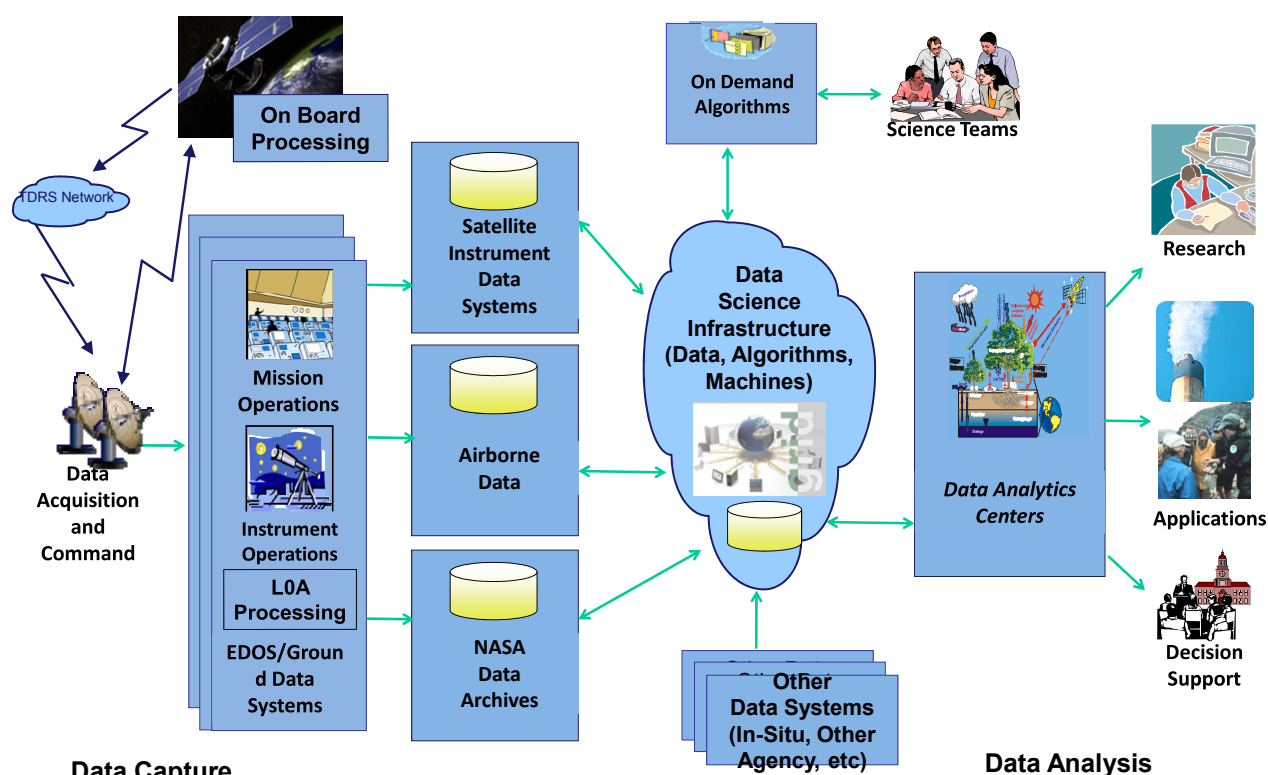 On Board
Processing
TDRS Network
Data
Acquisition
and
Command
Mission
Operations
Instrument
Operations
L0A
Processing
EDOS/Groun
d Data
Systems
Satellite
Instrument
Data
Systems
Airborne
Data
NASA
Data
Archives
On Demand
Algorithms
Science Teams
Data
Science
Infrastructure
(Data, Algorithms,
Machines)
grid
Other
Data Systems
(In-Situ, Other
Agency, etc)
Data Analytics
Centers
Research
Applications
Decision
Support
Data Capture
Data Analysis